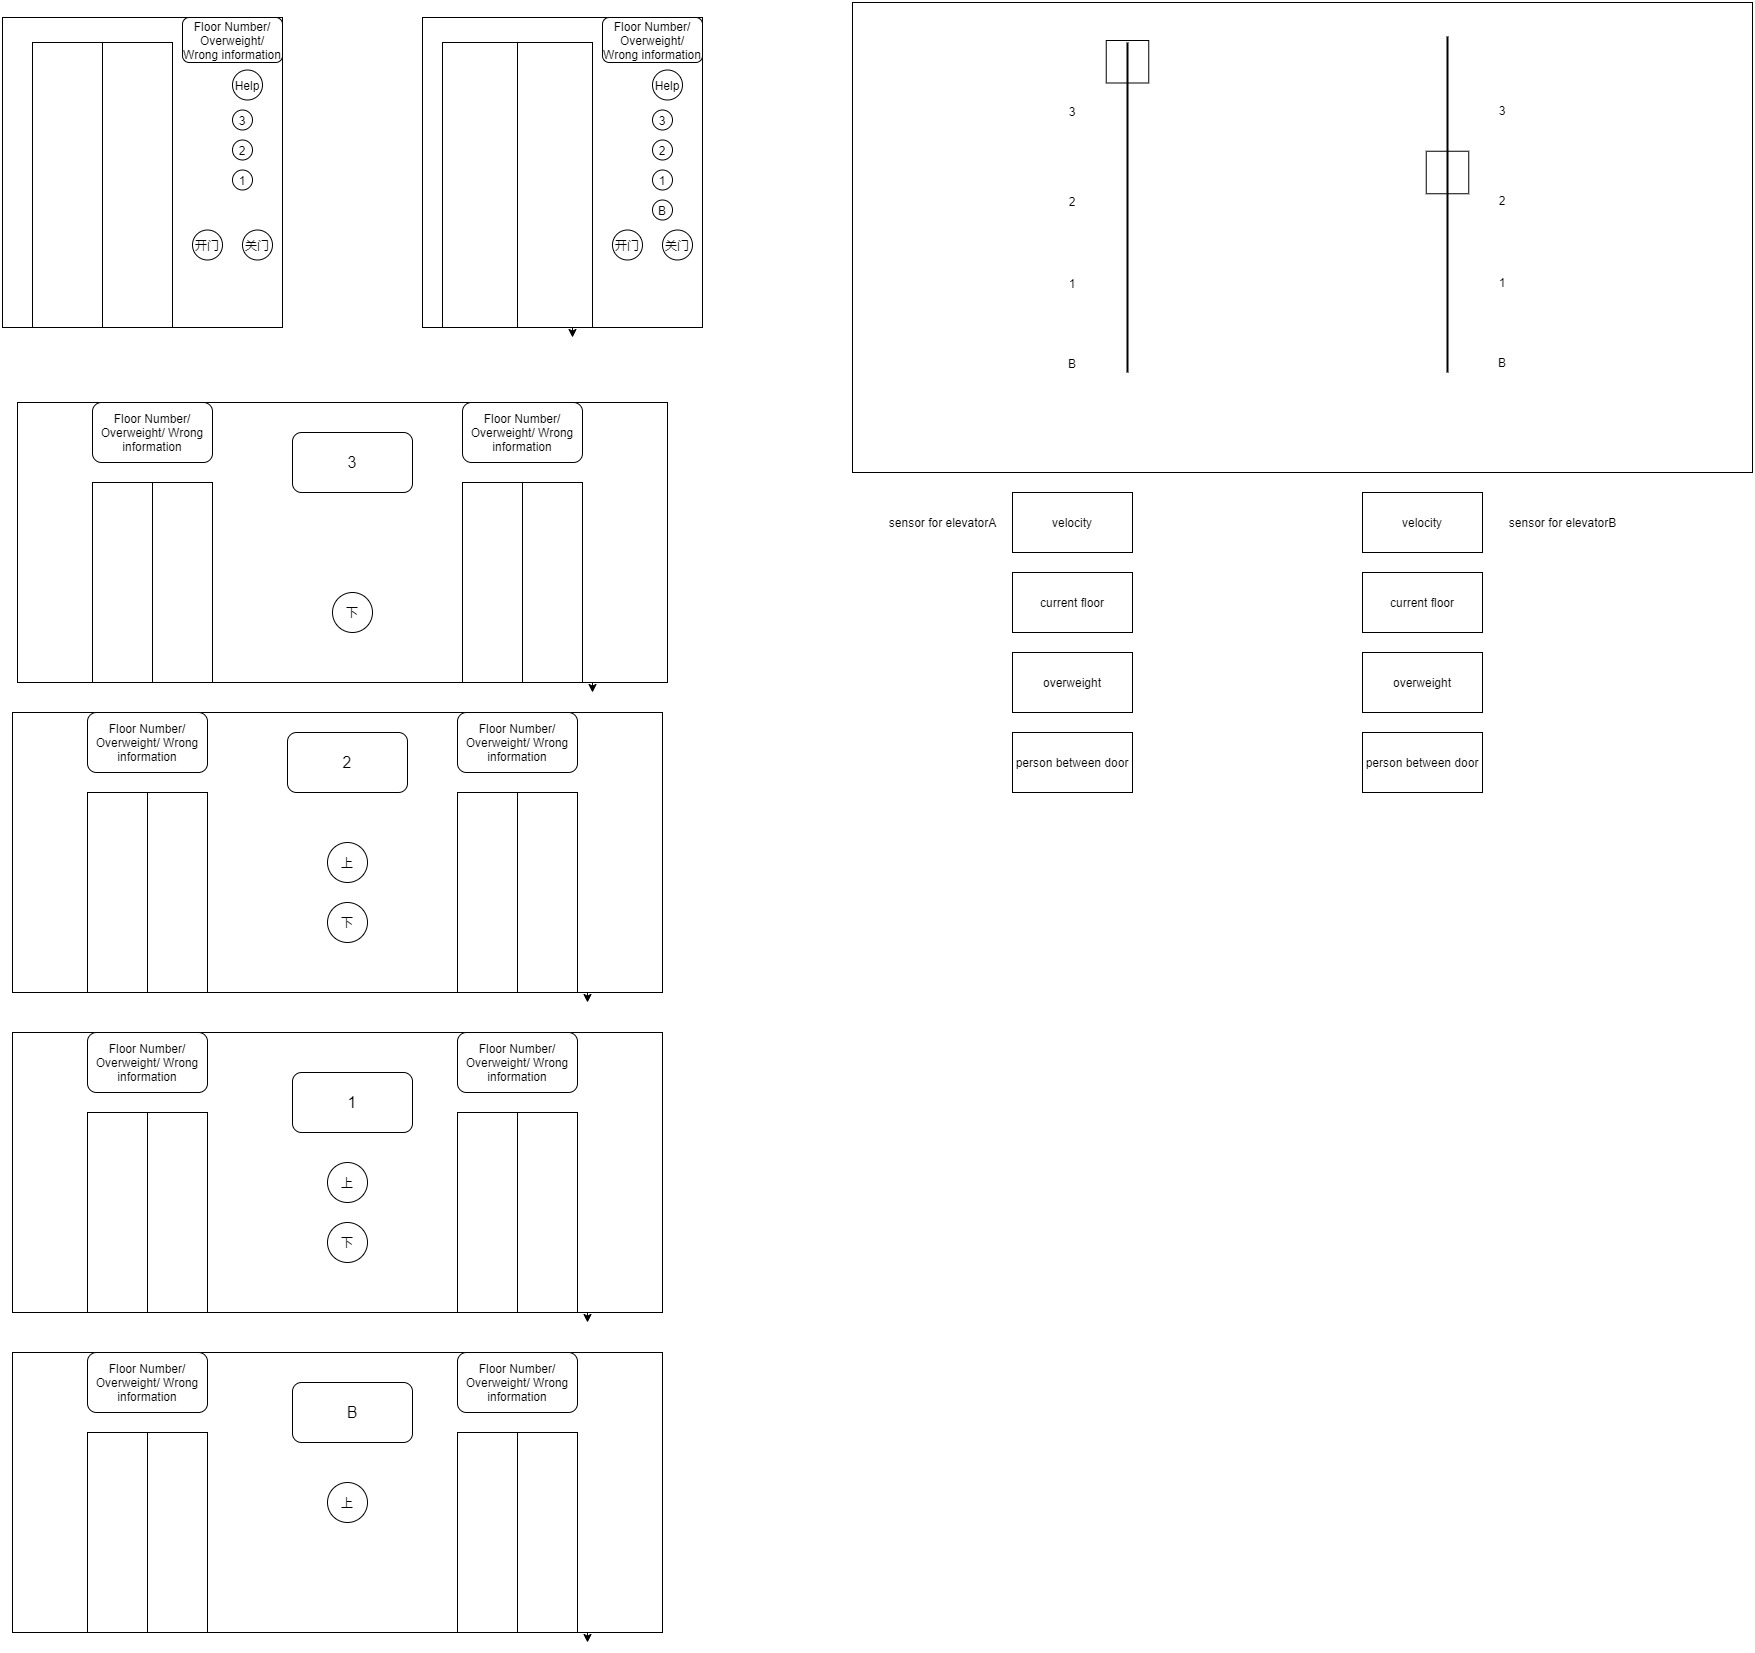 Floor Number/
Overweight/
Wrong information
Help
3
2
1
开门
关门
Floor Number/
Overweight/
Wrong information
Help
3
2
1
B
开门
关门
Floor Number/
Overweight/ Wrong
information
3
Floor Number/
Overweight/ Wrong
information
下
Floor Number/
Overweight/ Wrong
information
2
Floor Number/
Overweight/ Wrong
information
上
下
Floor Number/
Overweight/ Wrong
information
1
Floor Number/
Overweight/ Wrong
information
上
下
Floor Number/
Overweight/ Wrong
information
B
Floor Number/
Overweight/ Wrong
information
上
3
2
1
B
3
2
1
B
sensor for elevatorA
velocity
current floor
overweight
person between door
velocity
sensor for elevatorB
current floor
overweight
person between door